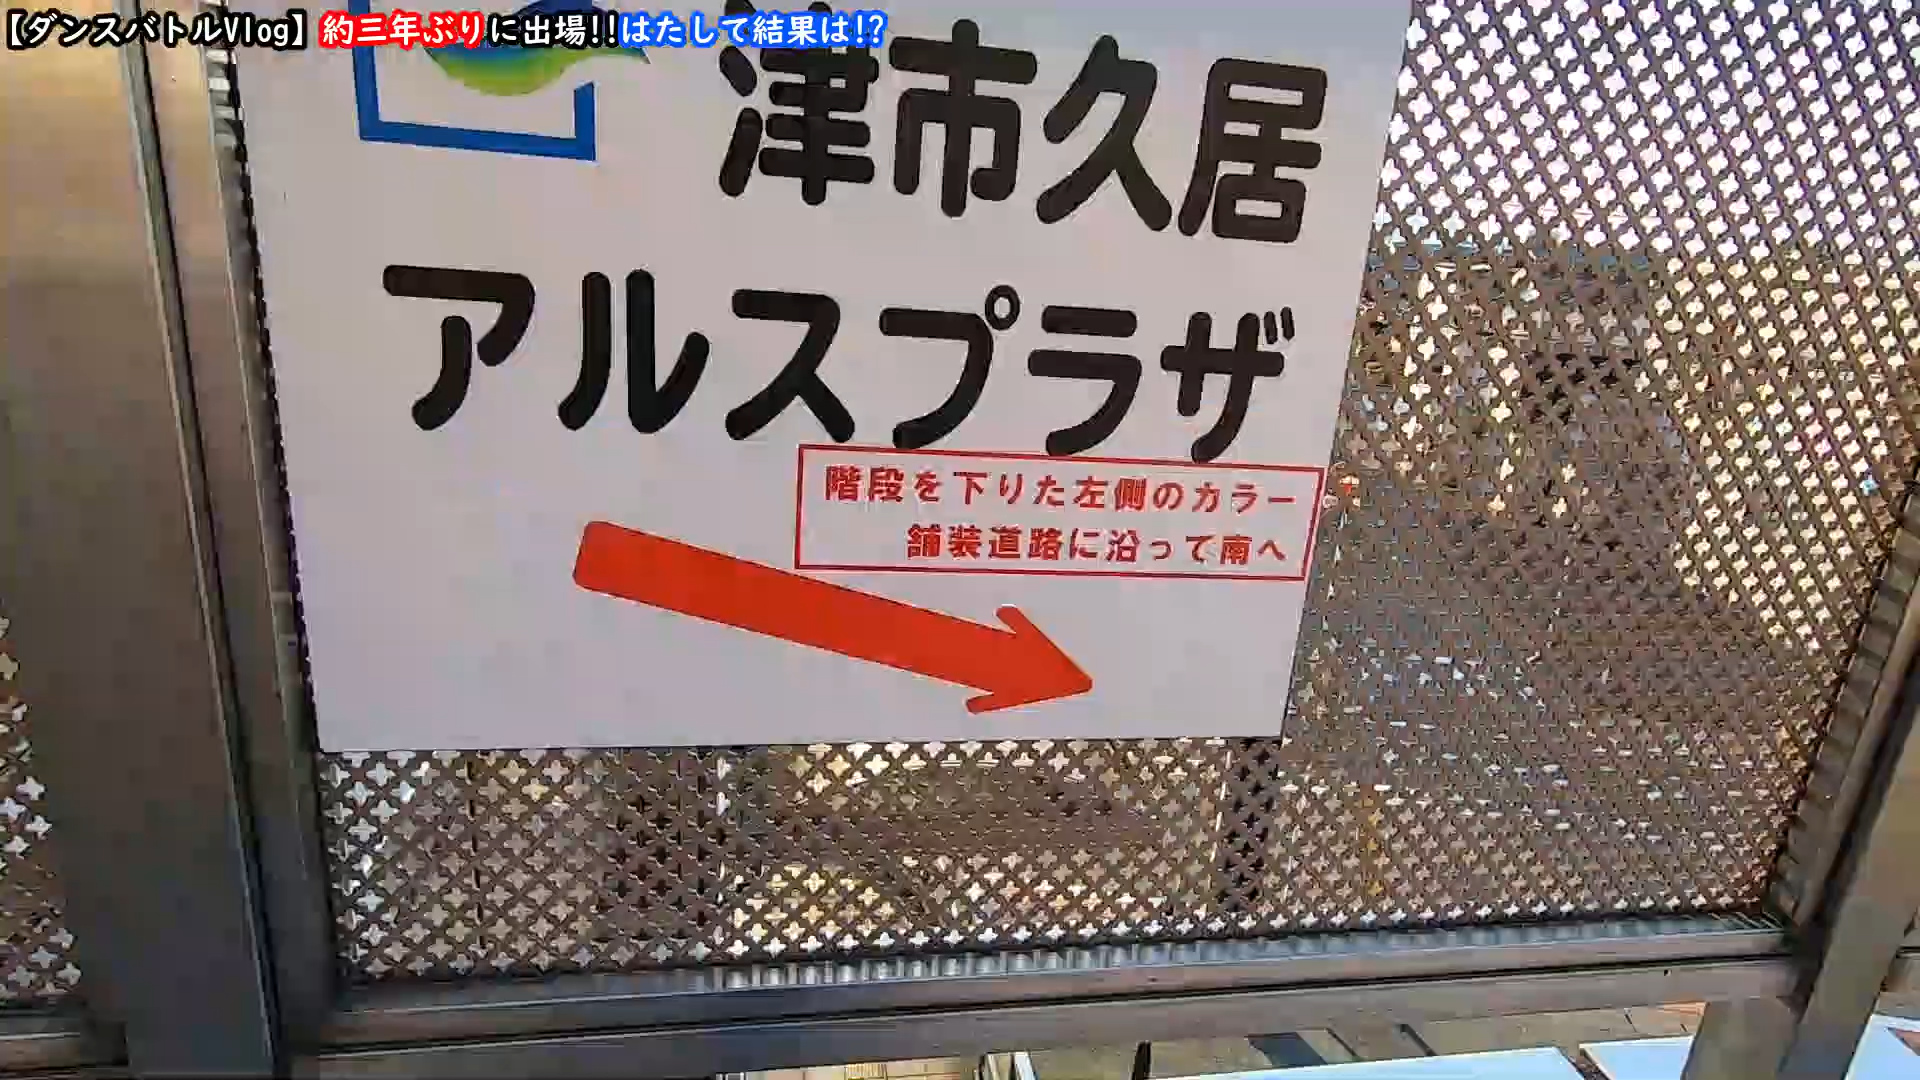 【ダンスバトルVlog】約三年ぶりに出場!!はたして結果は!?
津市久居
アルスプラザ
階段を下りた左側のカラー
舗装道路に沿って南へ